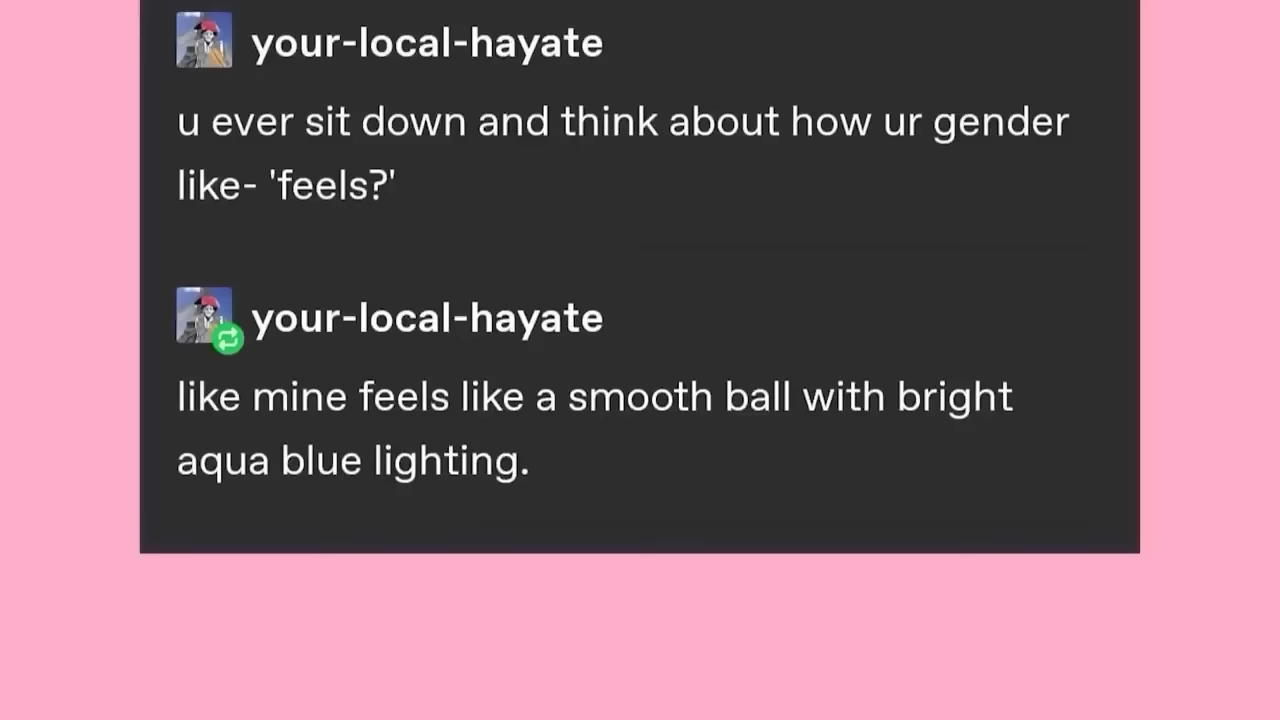 your-local-hayate
u ever sit down and think about how ur gender
like- 'feels?'
your-local-hayate
like mine feels like a smooth ball with bright
aqua blue lighting.